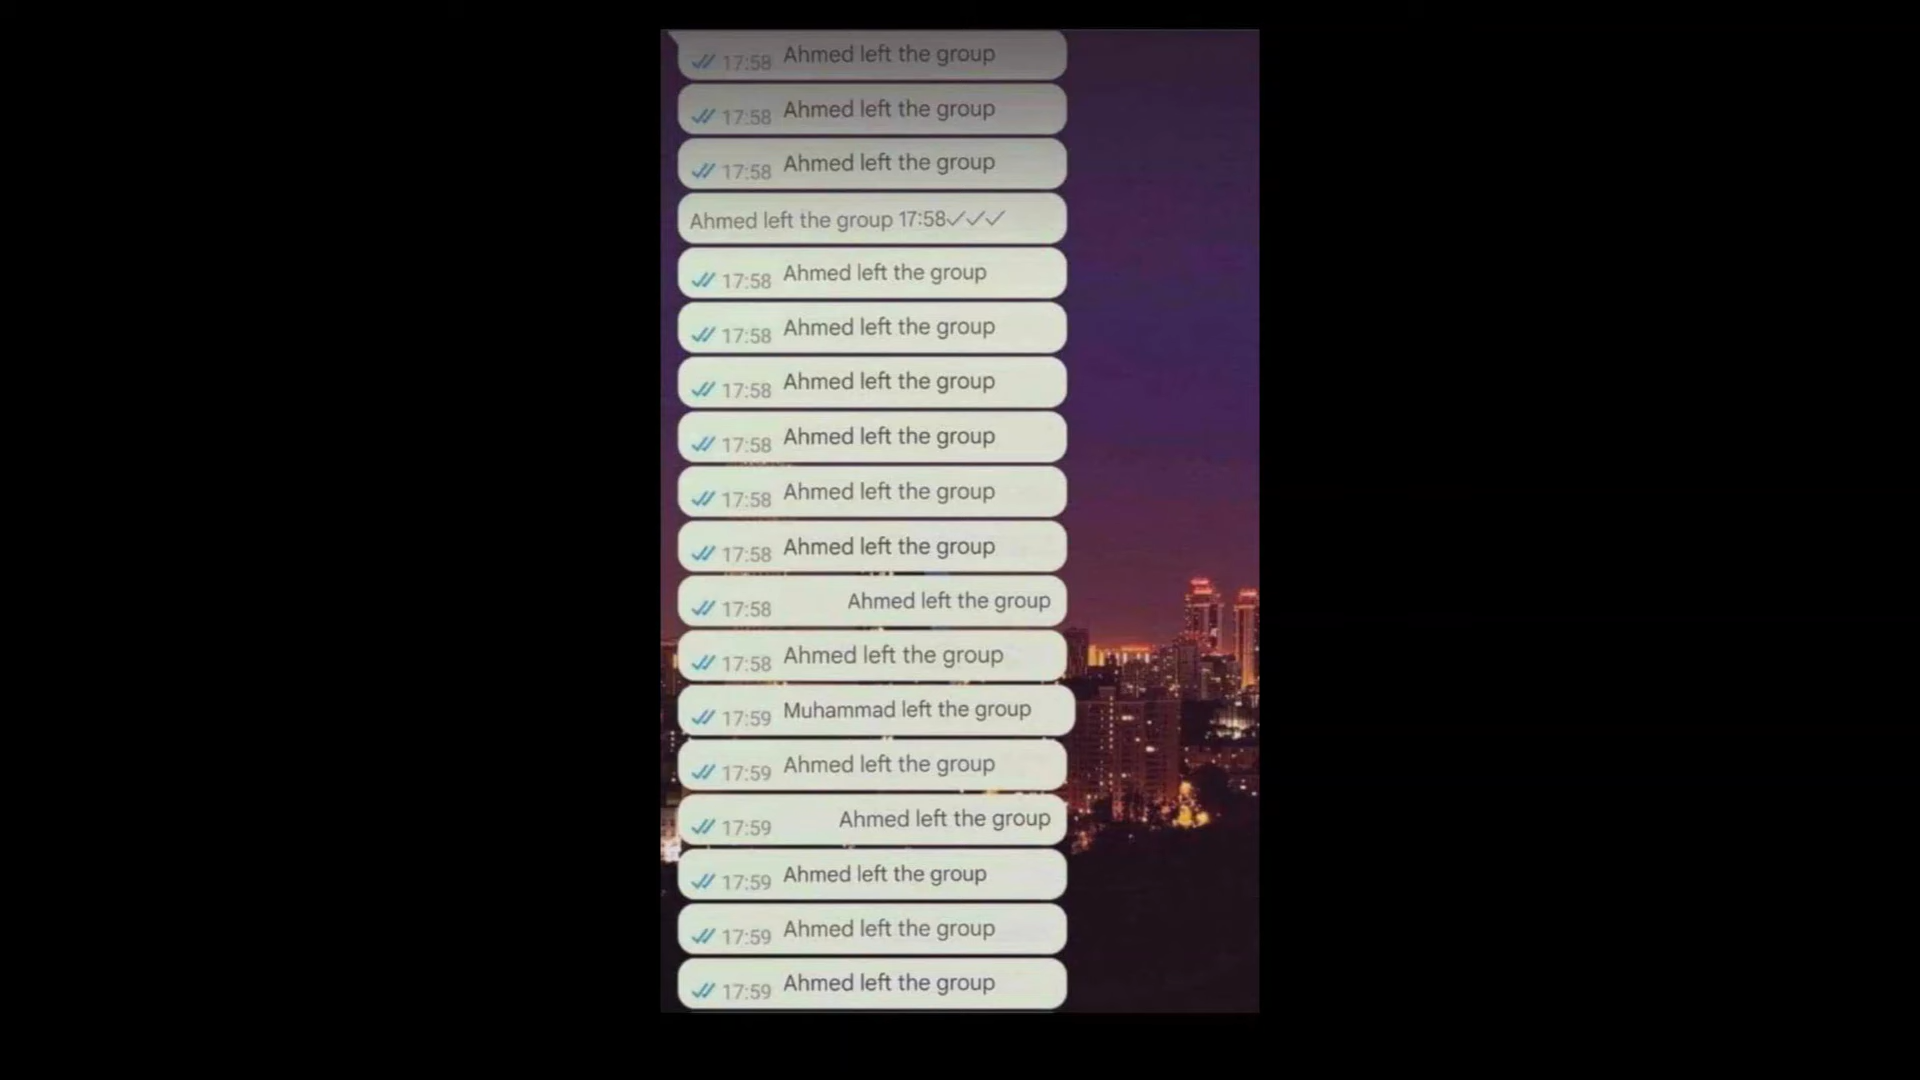 17:58 Ahmed left the group
17:58 Ahmed left the group
17:58 Ahmed left the group
Ahmed left the group 17:58✓✓✓
17:58 Ahmed left the group
17:58 Ahmed left the group
17:58 Ahmed left the group
17:58 Ahmed left the group
17:58 Ahmed left the group
17:58 Ahmed left the group
17:58 Ahmed left the group
17:58 Ahmed left the group
17:59 Muhammad left the group
17:59 Ahmed left the group
17:59 Ahmed left the group
17:59 Ahmed left the group
17:59 Ahmed left the group
17:59 Ahmed left the group